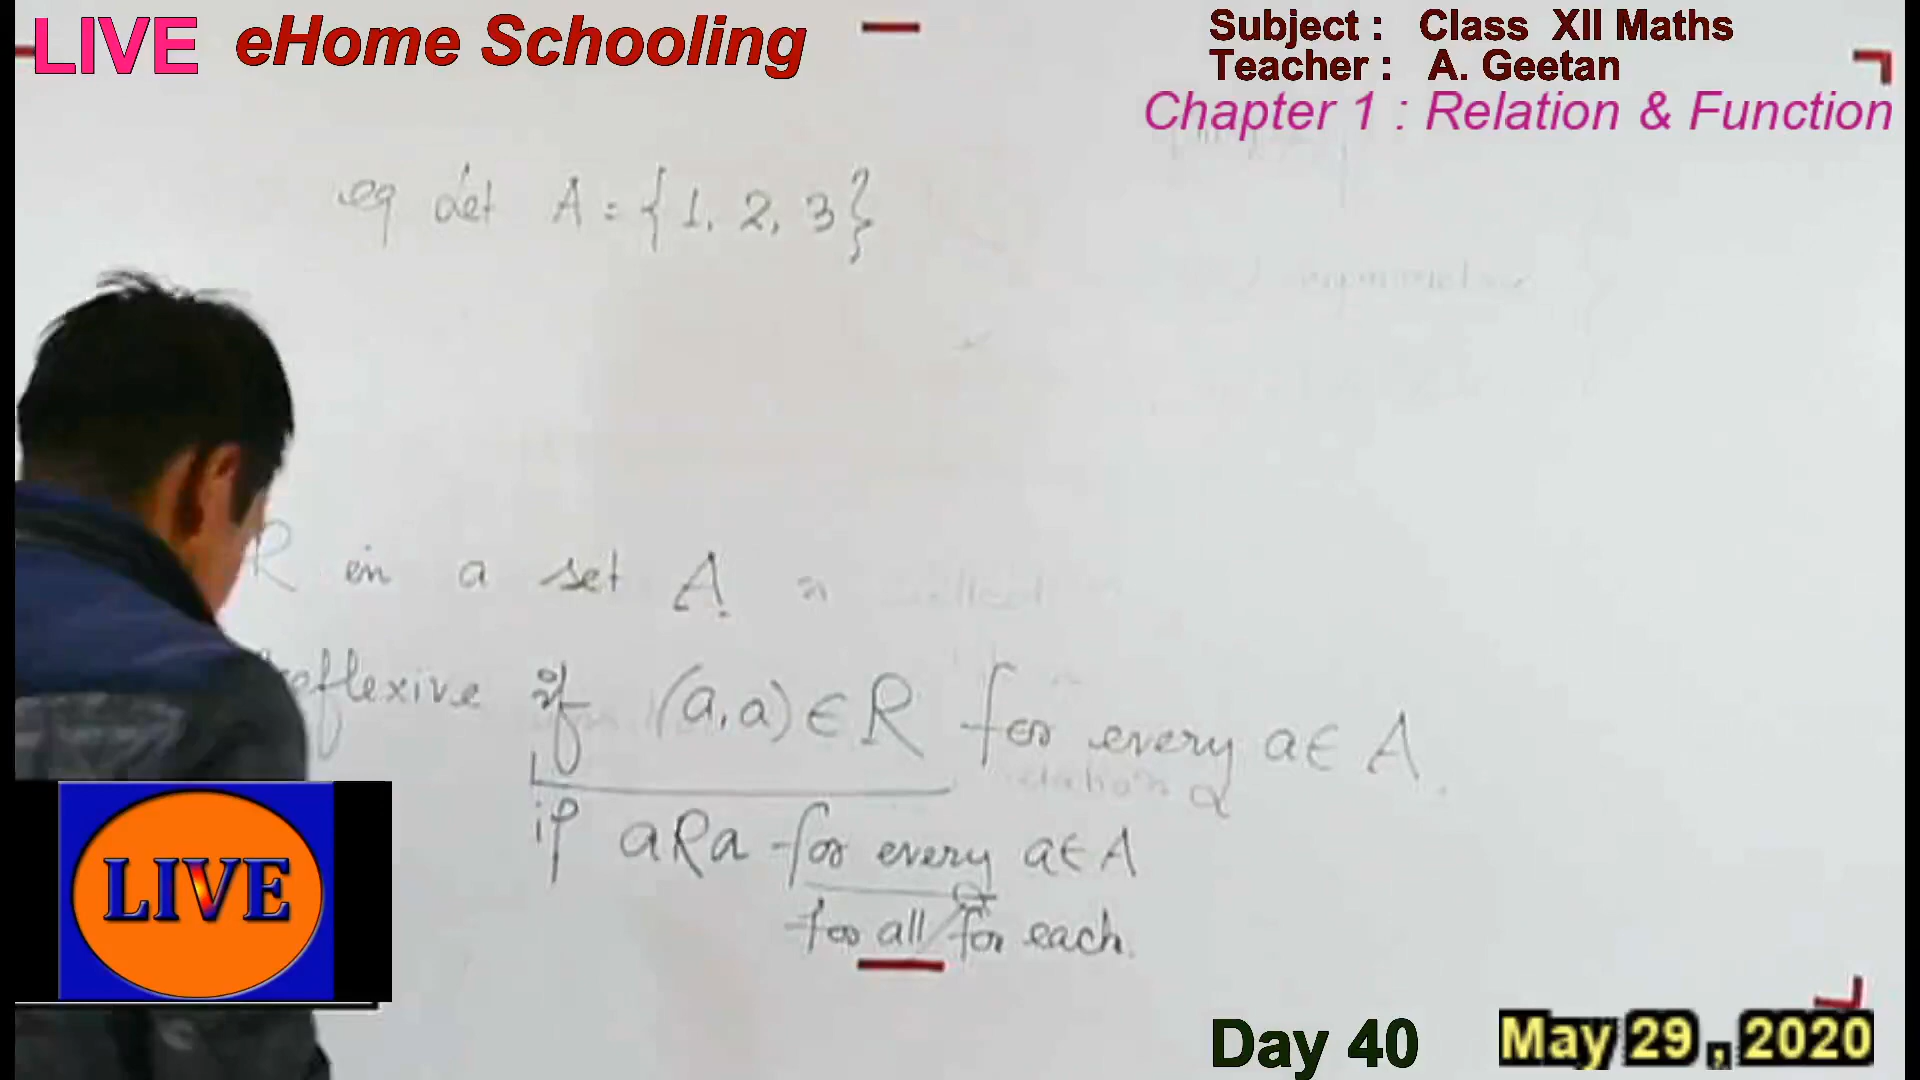 LIVE eHome Schooling
Subject : Class XII Maths
Teacher : A. Geetan
Chapter 1 : Relation & Function
eg Let A = {1, 2, 3}
R in a set A
reflexive if (a, a) ∈ R for every a ∈ A.
if aRa for every a ∈ A
for all / for each.
LIVE
Day 40
May 29 , 2020